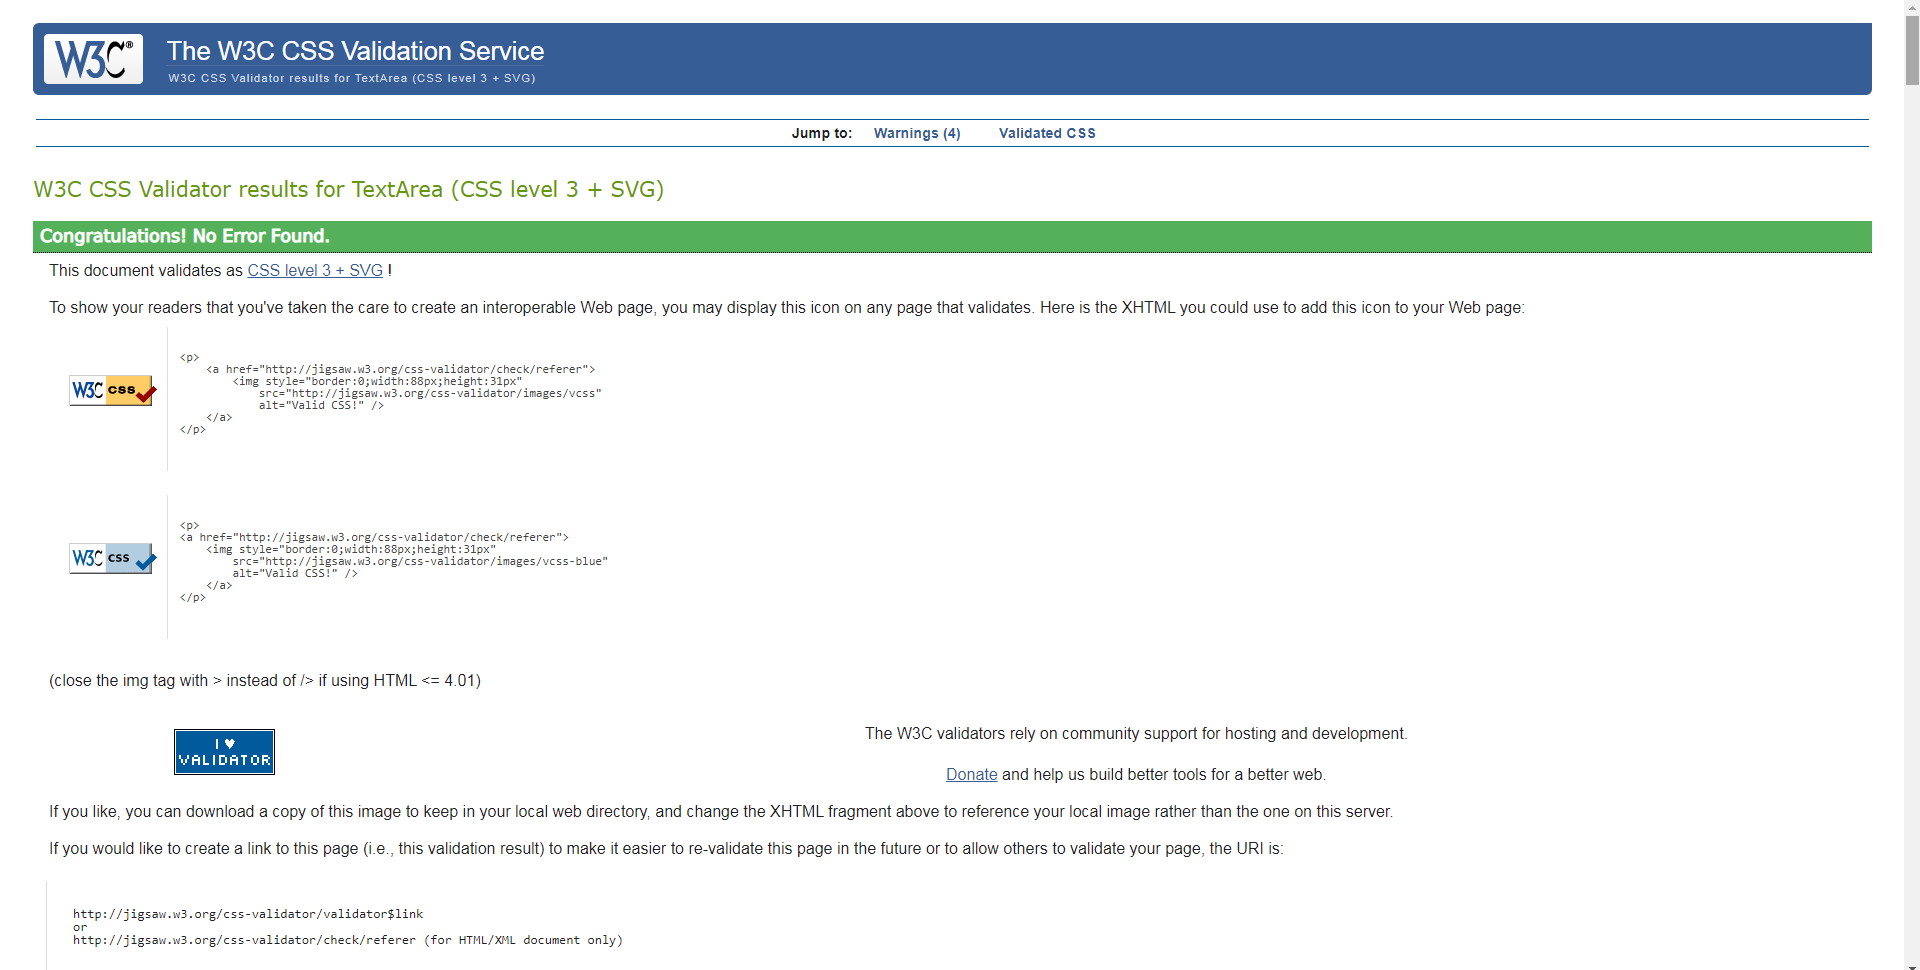 W3C®
The W3C CSS Validation Service
W3C CSS Validator results for TextArea (CSS level 3 + SVG)
Jump to: Warnings (4) Validated CSS
W3C CSS Validator results for TextArea (CSS level 3 + SVG)
Congratulations! No Error Found.
This document validates as CSS level 3 + SVG !
To show your readers that you've taken the care to create an interoperable Web page, you may display this icon on any page that validates. Here is the XHTML you could use to add this icon to your Web page:
W3C css
<p>
    <a href="http://jigsaw.w3.org/css-validator/check/referer">
        <img style="border:0;width:88px;height:31px"
            src="http://jigsaw.w3.org/css-validator/images/vcss"
            alt="Valid CSS!" />
    </a>
</p>
W3C css
<p>
<a href="http://jigsaw.w3.org/css-validator/check/referer">
    <img style="border:0;width:88px;height:31px"
        src="http://jigsaw.w3.org/css-validator/images/vcss-blue"
        alt="Valid CSS!" />
    </a>
</p>
(close the img tag with > instead of /> if using HTML <= 4.01)
I ♥
VALIDATOR
The W3C validators rely on community support for hosting and development.
Donate and help us build better tools for a better web.
If you like, you can download a copy of this image to keep in your local web directory, and change the XHTML fragment above to reference your local image rather than the one on this server.
If you would like to create a link to this page (i.e., this validation result) to make it easier to re-validate this page in the future or to allow others to validate your page, the URI is:
http://jigsaw.w3.org/css-validator/validator$link
or
http://jigsaw.w3.org/css-validator/check/referer (for HTML/XML document only)